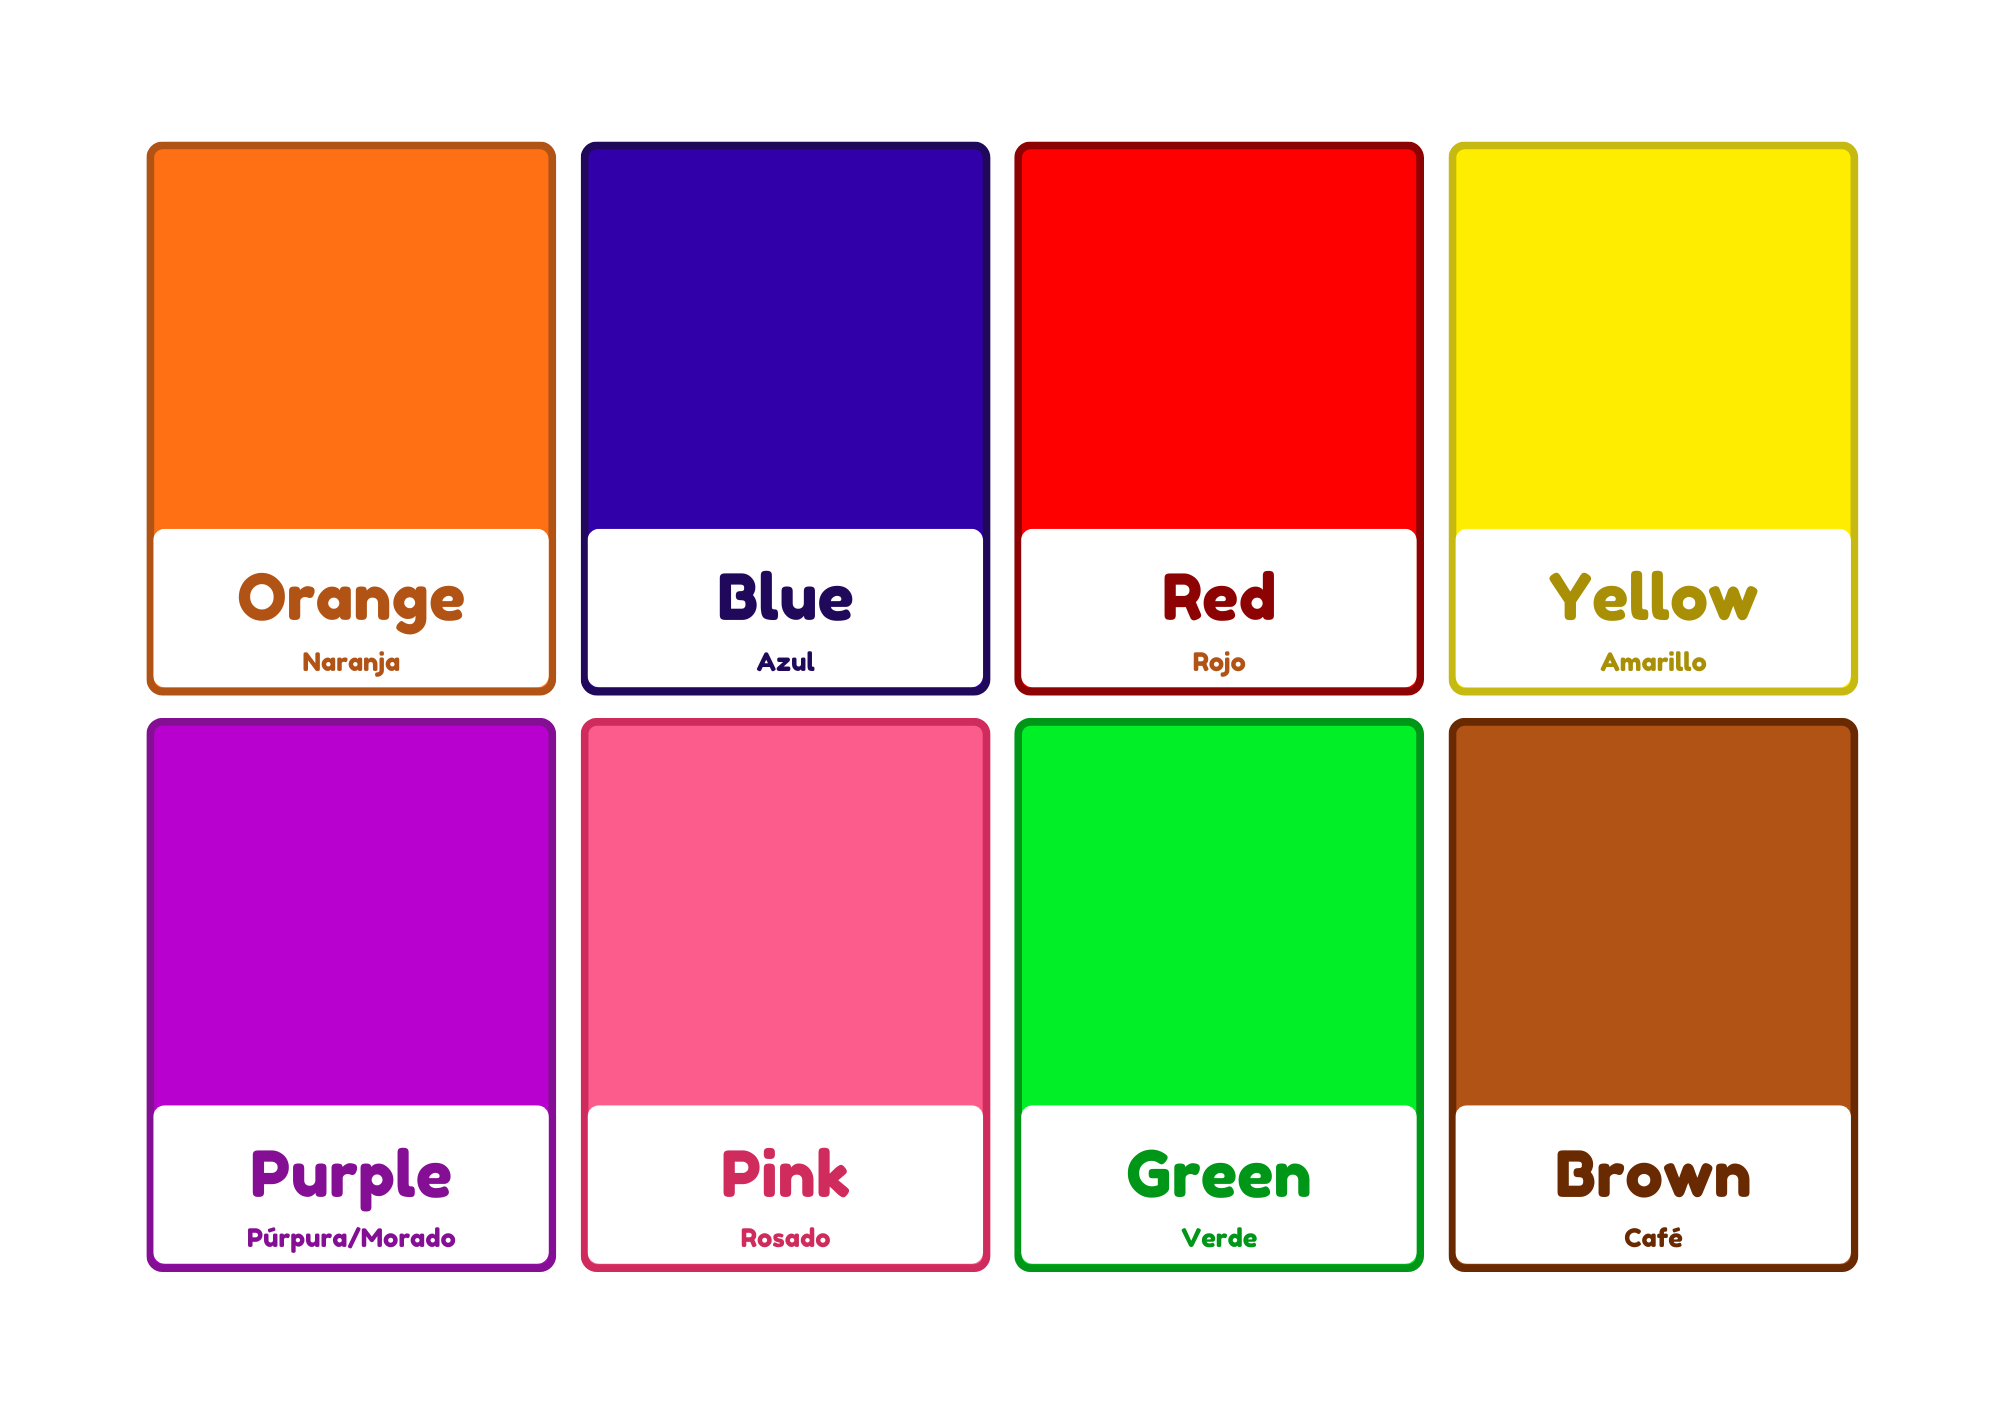 Orange
Naranja
Blue
Azul
Red
Rojo
Yellow
Amarillo
Purple
Púrpura/Morado
Pink
Rosado
Green
Verde
Brown
Café